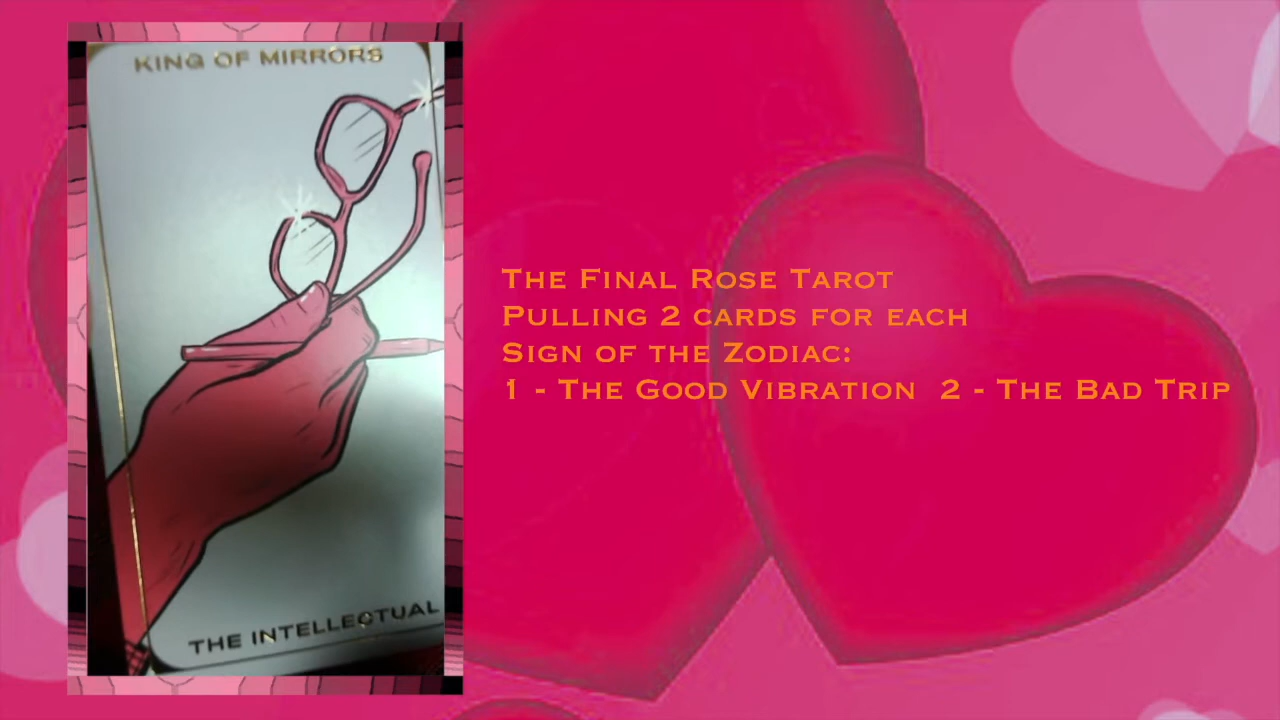 KING OF MIRRORS
THE INTELLECTUAL
The Final Rose Tarot
Pulling 2 cards for each
Sign of the Zodiac:
1 - The Good Vibration 2 - The Bad Trip